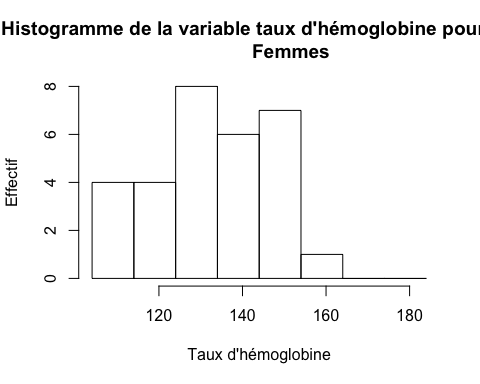 Histogramme de la variable taux d'hémoglobine pour
Femmes
Effectif
8
6
4
2
0
120 140 160 180
Taux d'hémoglobine